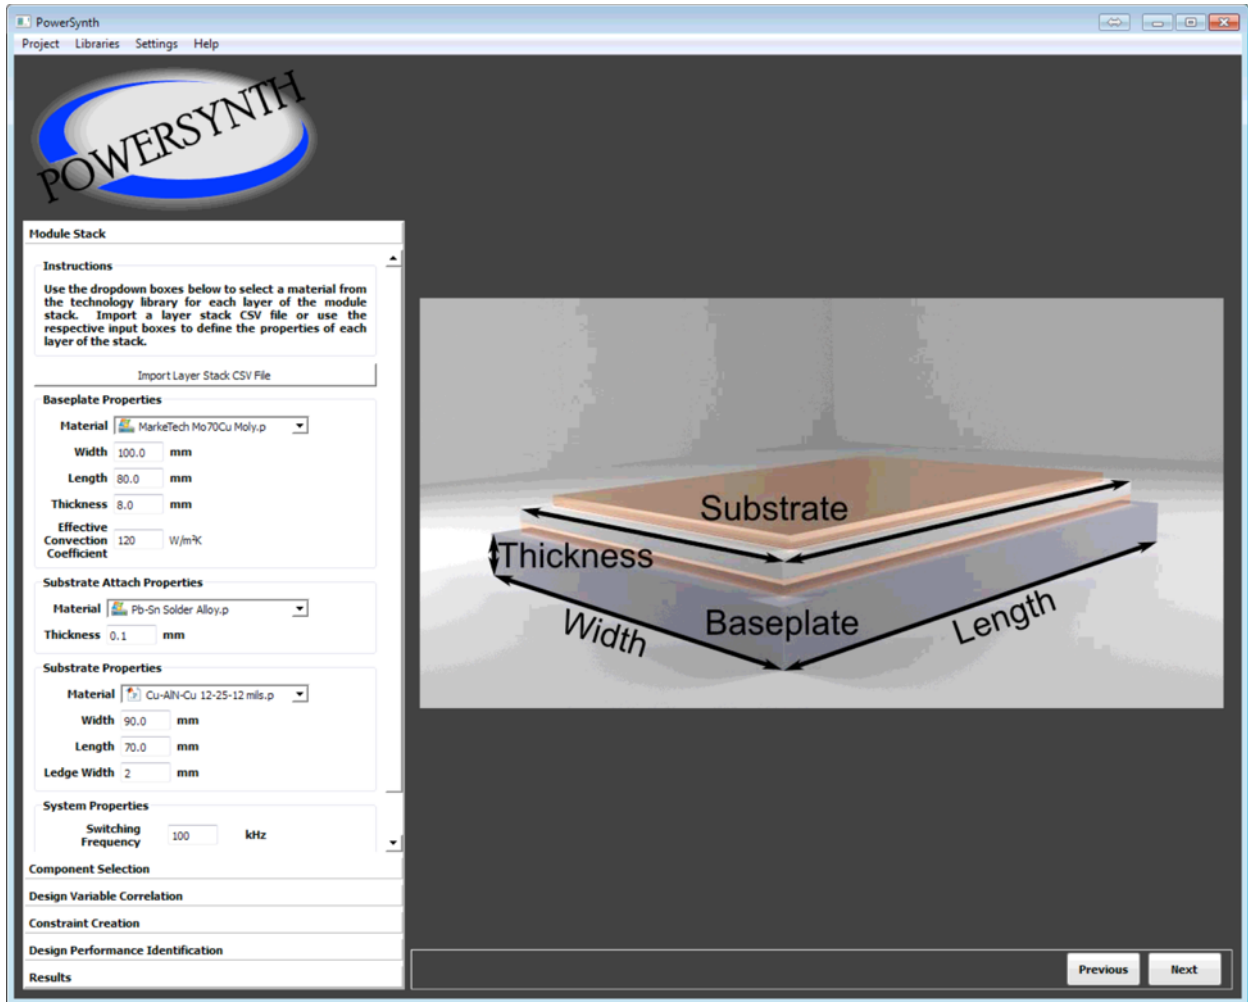 PowerSynth
Project Libraries Settings Help
POWERSYNTH
Module Stack
Instructions
Use the dropdown boxes below to select a material from
the technology library for each layer of the module
stack. Import a layer stack CSV file or use the
respective input boxes to define the properties of each
layer of the stack.
Import Layer Stack CSV File
Baseplate Properties
Material MarkeTech Mo70Cu Moly.p
Width 100.0 mm
Length 80.0 mm
Thickness 8.0 mm
Effective
Convection 120 W/m²K
Coefficient
Substrate Attach Properties
Material Pb-Sn Solder Alloy.p
Thickness 0.1 mm
Substrate Properties
Material Cu-AlN-Cu 12-25-12 mils.p
Width 90.0 mm
Length 70.0 mm
Ledge Width 2 mm
System Properties
Switching
Frequency 100 kHz
Component Selection
Design Variable Correlation
Constraint Creation
Design Performance Identification
Results
Substrate
Thickness
Width
Baseplate
Length
Previous Next